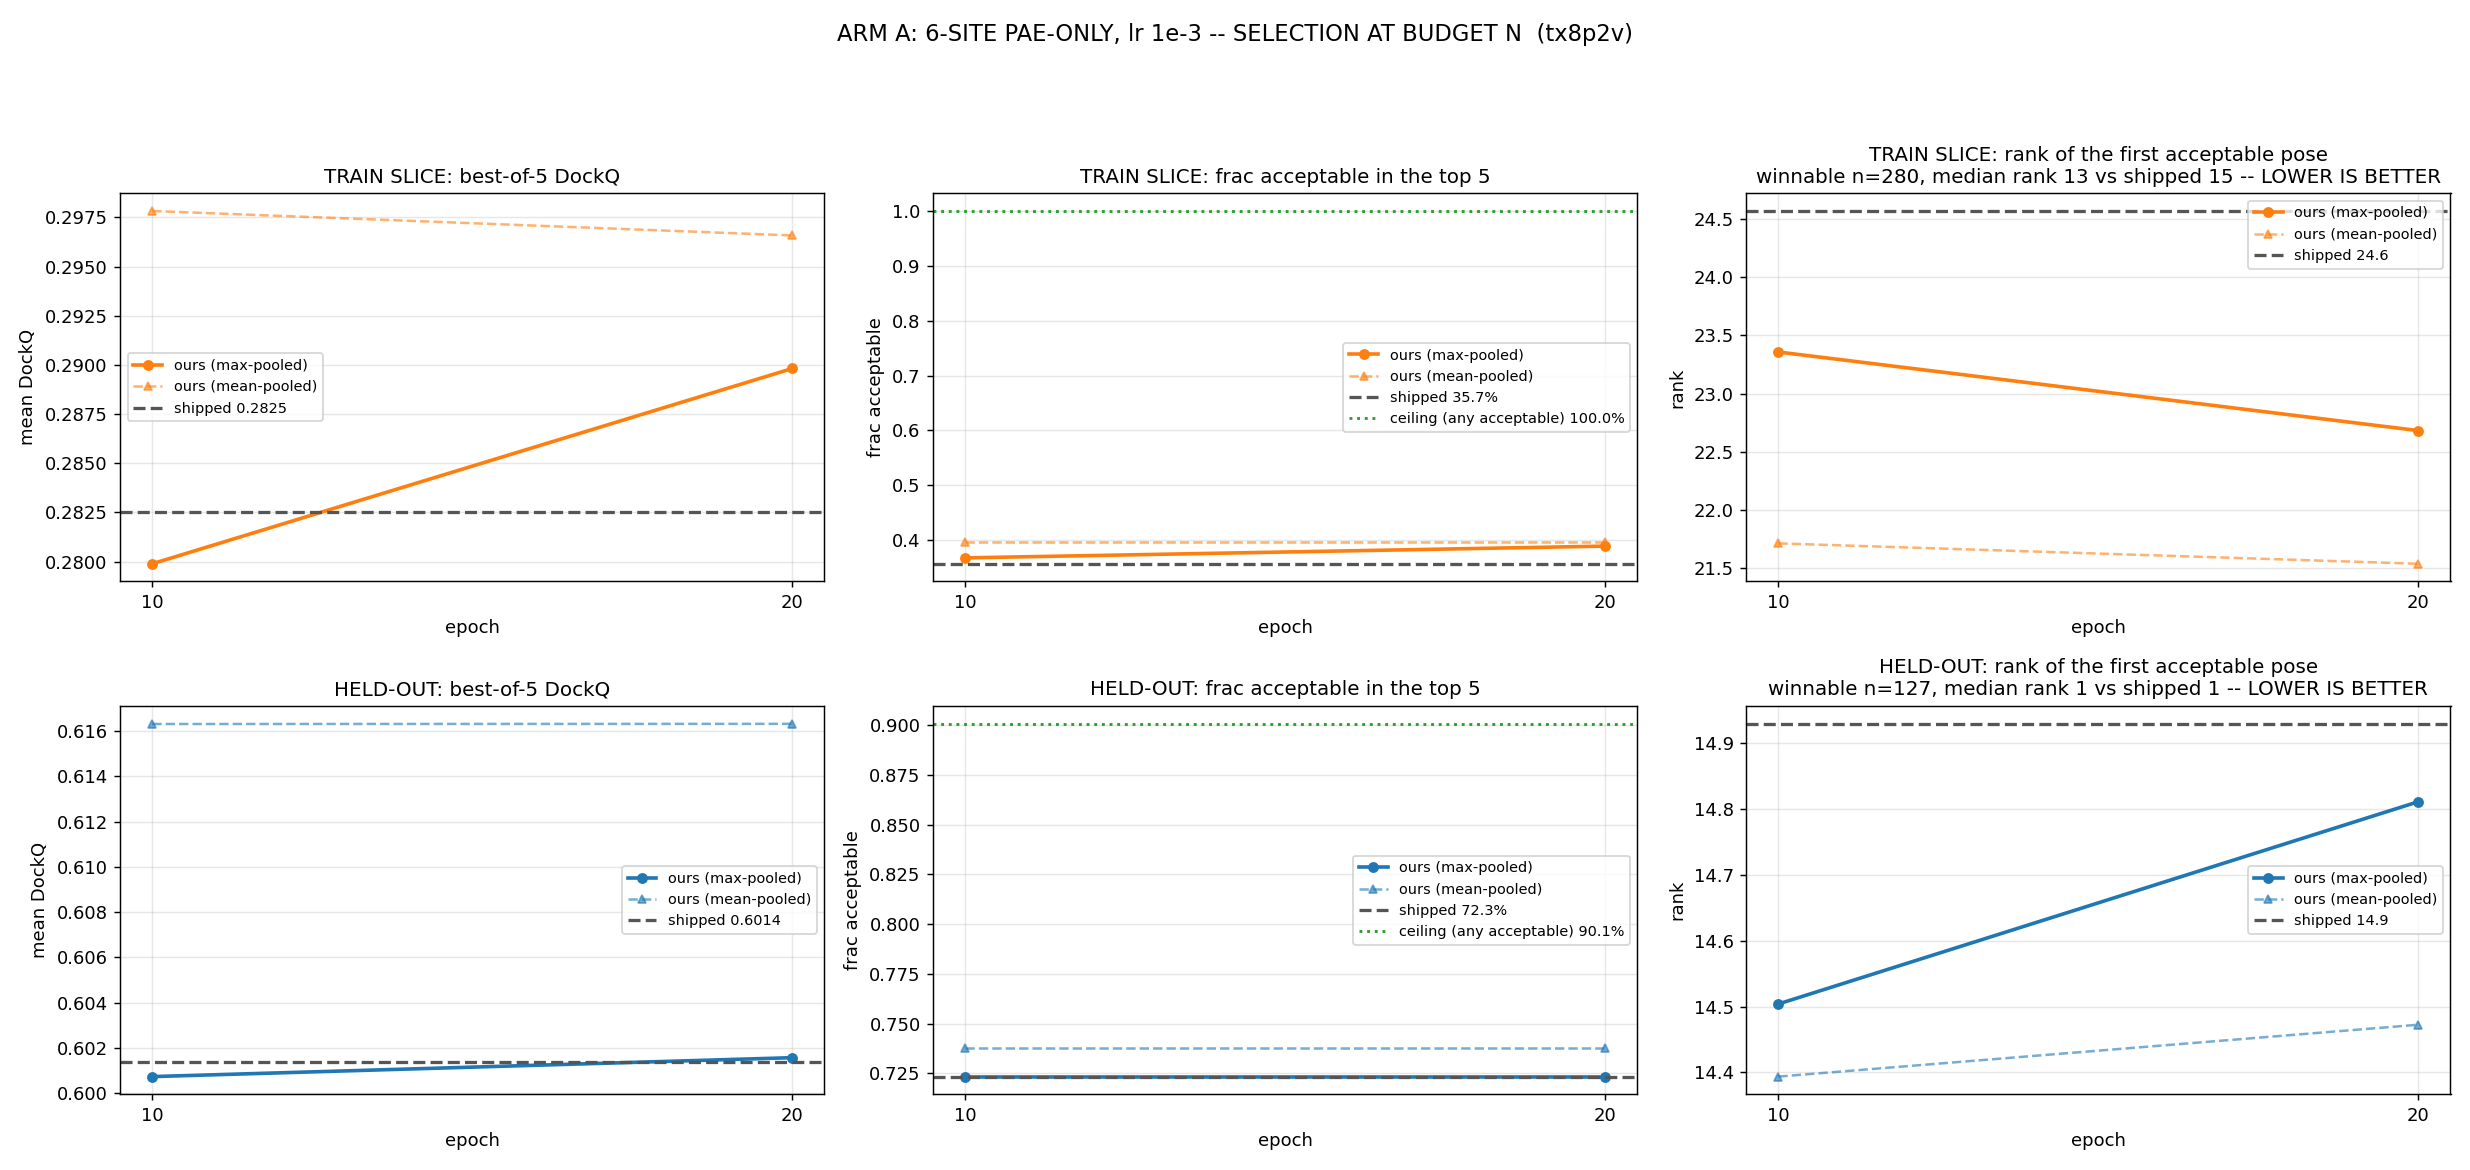 ARM A: 6-SITE PAE-ONLY, lr 1e-3 -- SELECTION AT BUDGET N  (tx8p2v)
TRAIN SLICE: best-of-5 DockQ
mean DockQ
0.2975
0.2950
0.2925
0.2900
0.2875
0.2850
0.2825
0.2800
ours (max-pooled)
ours (mean-pooled)
shipped 0.2825
10
20
epoch
TRAIN SLICE: frac acceptable in the top 5
frac acceptable
1.0
0.9
0.8
0.7
0.6
0.5
0.4
ours (max-pooled)
ours (mean-pooled)
shipped 35.7%
ceiling (any acceptable) 100.0%
10
20
epoch
TRAIN SLICE: rank of the first acceptable pose
winnable n=280, median rank 13 vs shipped 15 -- LOWER IS BETTER
rank
24.5
24.0
23.5
23.0
22.5
22.0
21.5
ours (max-pooled)
ours (mean-pooled)
shipped 24.6
10
20
epoch
HELD-OUT: best-of-5 DockQ
mean DockQ
0.616
0.614
0.612
0.610
0.608
0.606
0.604
0.602
0.600
ours (max-pooled)
ours (mean-pooled)
shipped 0.6014
10
20
epoch
HELD-OUT: frac acceptable in the top 5
frac acceptable
0.900
0.875
0.850
0.825
0.800
0.775
0.750
0.725
ours (max-pooled)
ours (mean-pooled)
shipped 72.3%
ceiling (any acceptable) 90.1%
10
20
epoch
HELD-OUT: rank of the first acceptable pose
winnable n=127, median rank 1 vs shipped 1 -- LOWER IS BETTER
rank
14.9
14.8
14.7
14.6
14.5
14.4
ours (max-pooled)
ours (mean-pooled)
shipped 14.9
10
20
epoch